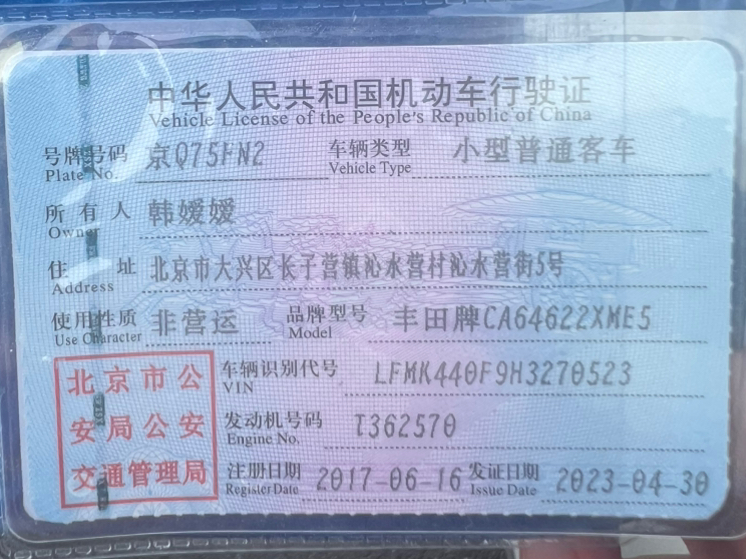 中华人民共和国机动车行驶证
Vehicle License of the People's Republic of China
号牌号码 京Q75HN2 车辆类型 小型普通客车
Plate No. Vehicle Type
所有人 韩媛媛
Owner
住址 北京市大兴区长子营镇沁水营村沁水营街5号
Address
使用性质 非营运 品牌型号 丰田牌CA64622XME5
Use Character Model
北京市公
安局公安
交通管理局
车辆识别代号 LFMK440F9H3270523
VIN
发动机号码 T362570
Engine No.
注册日期 2017-06-16 发证日期 2023-04-30
Register Date Issue Date